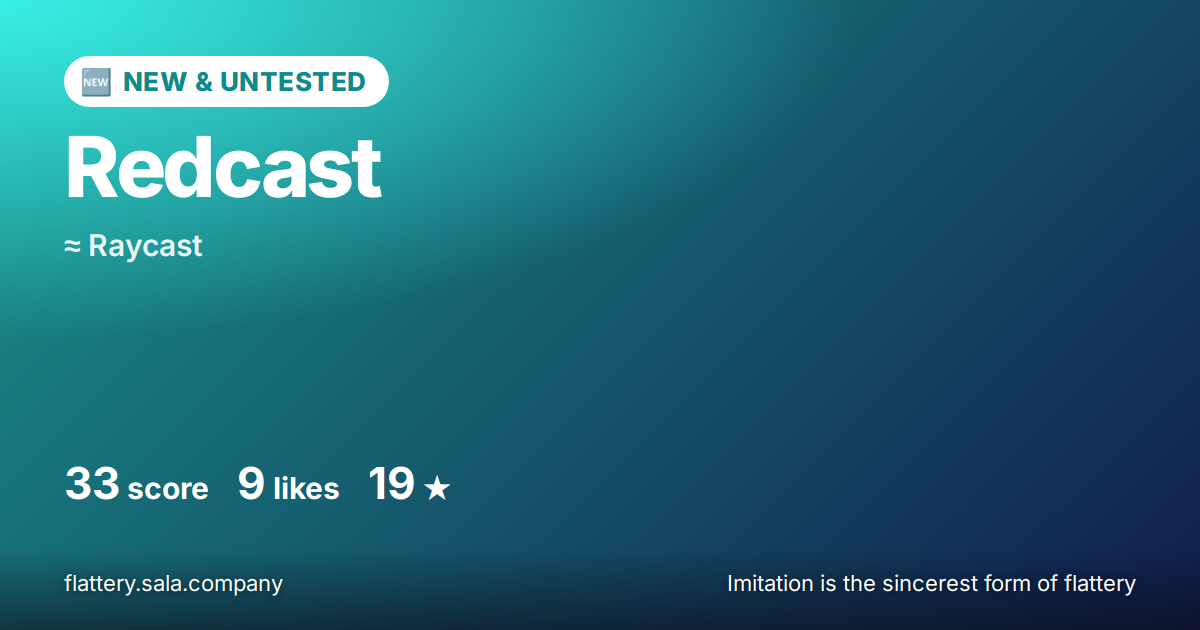 🆕 NEW & UNTESTED
Redcast
≈ Raycast
33 score 9 likes 19 ★
flattery.sala.company
Imitation is the sincerest form of flattery